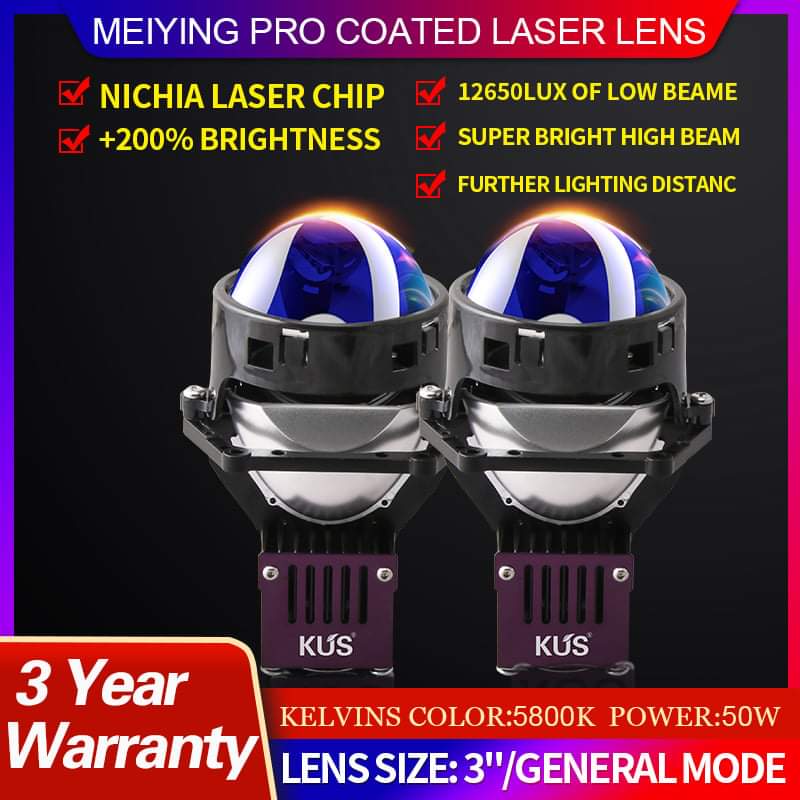 MEIYING PRO COATED LASER LENS
NICHIA LASER CHIP
+200% BRIGHTNESS
12650LUX OF LOW BEAME
SUPER BRIGHT HIGH BEAM
FURTHER LIGHTING DISTANC
KUS®
KUS®
3 Year
Warranty
KELVINS COLOR:5800K POWER:50W
LENS SIZE: 3"/GENERAL MODE